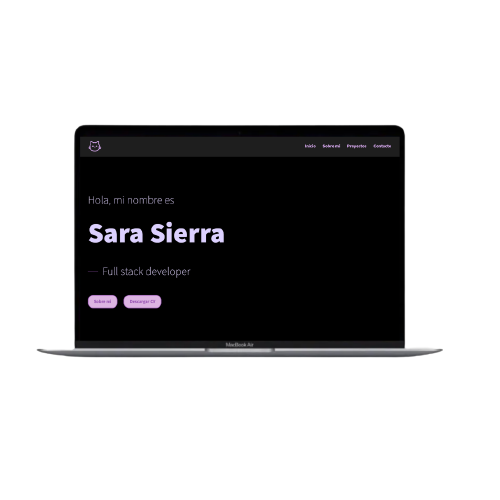 Inicio Sobre mí Proyectos Contacto
Hola, mi nombre es
Sara Sierra
— Full stack developer
Sobre mí Descargar CV
MacBook Air